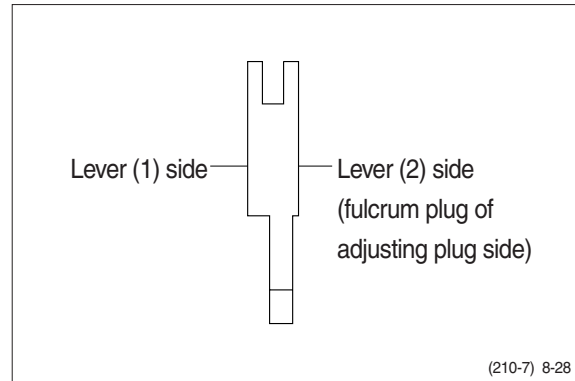 Lever (1) side
Lever (2) side
(fulcrum plug of
adjusting plug side)
(210-7) 8-28